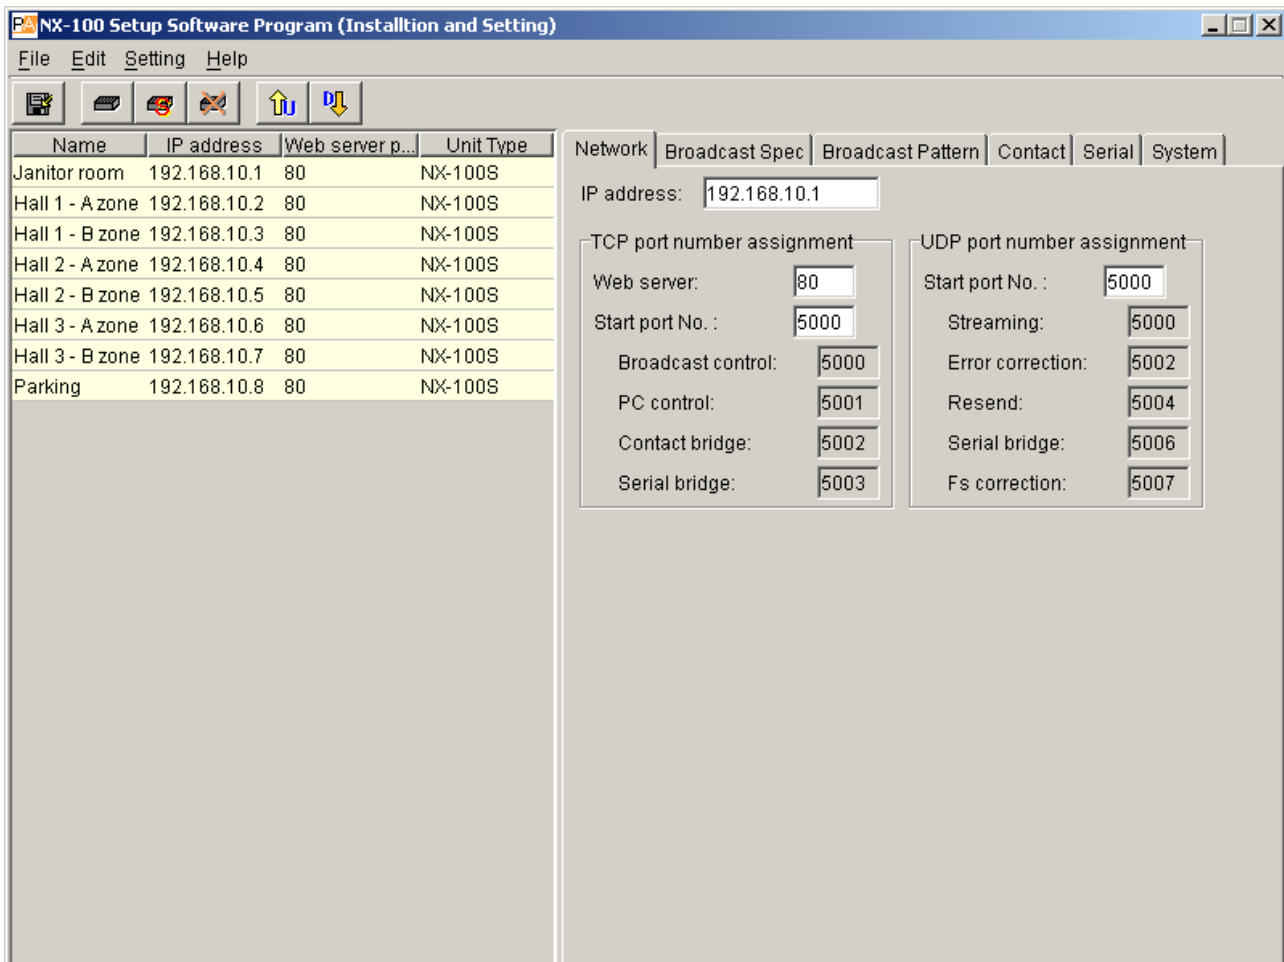 PA NX-100 Setup Software Program (Installtion and Setting)
File Edit Setting Help
U D
Name IP address Web server p... Unit Type
Janitor room 192.168.10.1 80 NX-100S
Hall 1 - A zone 192.168.10.2 80 NX-100S
Hall 1 - B zone 192.168.10.3 80 NX-100S
Hall 2 - A zone 192.168.10.4 80 NX-100S
Hall 2 - B zone 192.168.10.5 80 NX-100S
Hall 3 - A zone 192.168.10.6 80 NX-100S
Hall 3 - B zone 192.168.10.7 80 NX-100S
Parking 192.168.10.8 80 NX-100S
Network Broadcast Spec Broadcast Pattern Contact Serial System
IP address: 192.168.10.1
TCP port number assignment
Web server: 80
Start port No. : 5000
Broadcast control: 5000
PC control: 5001
Contact bridge: 5002
Serial bridge: 5003
UDP port number assignment
Start port No. : 5000
Streaming: 5000
Error correction: 5002
Resend: 5004
Serial bridge: 5006
Fs correction: 5007